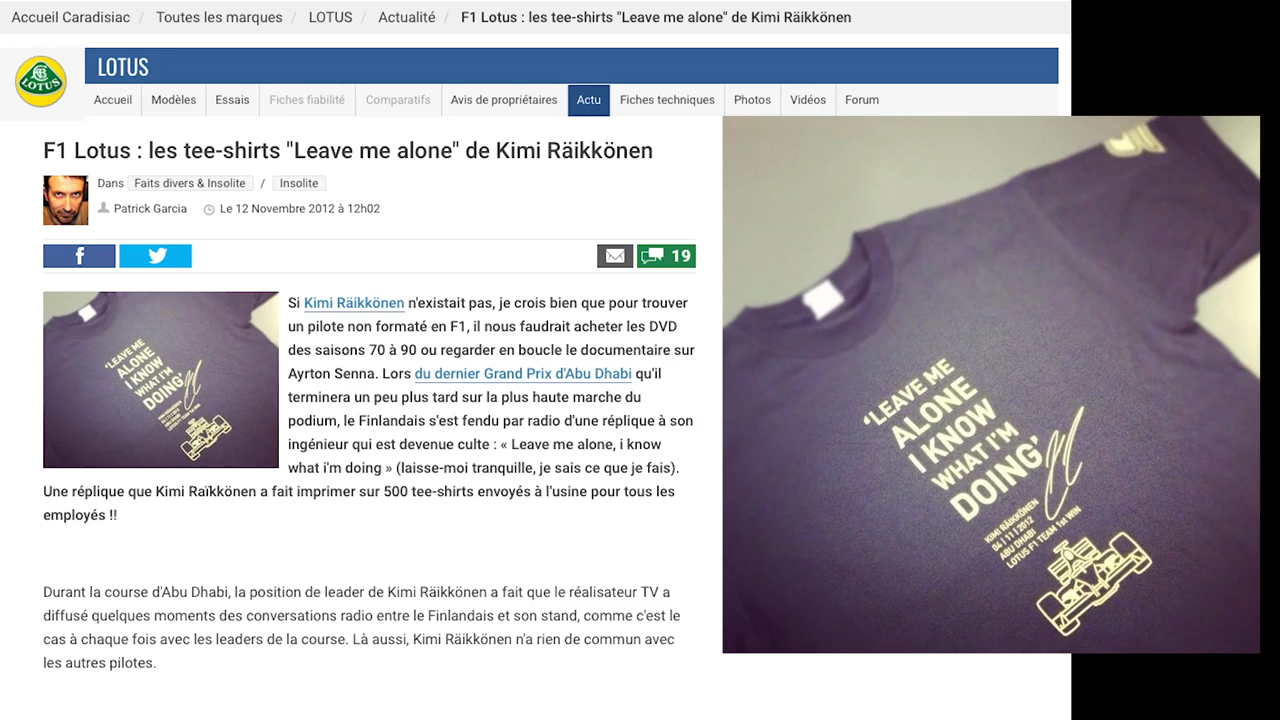 Accueil Caradisiac / Toutes les marques / LOTUS / Actualité / F1 Lotus : les tee-shirts "Leave me alone" de Kimi Räikkönen
LOTUS
LOTUS
Accueil Modèles Essais Fiches fiabilité Comparatifs Avis de propriétaires Actu Fiches techniques Photos Vidéos Forum
F1 Lotus : les tee-shirts "Leave me alone" de Kimi Räikkönen
Dans Faits divers & Insolite / Insolite
Patrick Garcia Le 12 Novembre 2012 à 12h02
f 19
Si Kimi Räikkönen n'existait pas, je crois bien que pour trouver
un pilote non formaté en F1, il nous faudrait acheter les DVD
des saisons 70 à 90 ou regarder en boucle le documentaire sur
Ayrton Senna. Lors du dernier Grand Prix d'Abu Dhabi qu'il
terminera un peu plus tard sur la plus haute marche du
podium, le Finlandais s'est fendu par radio d'une réplique à son
ingénieur qui est devenue culte : « Leave me alone, i know
what i'm doing » (laisse-moi tranquille, je sais ce que je fais).
Une réplique que Kimi Raïkkönen a fait imprimer sur 500 tee-shirts envoyés à l'usine pour tous les
employés !!
Durant la course d'Abu Dhabi, la position de leader de Kimi Räikkönen a fait que le réalisateur TV a
diffusé quelques moments des conversations radio entre le Finlandais et son stand, comme c'est le
cas à chaque fois avec les leaders de la course. Là aussi, Kimi Räikkönen n'a rien de commun avec
les autres pilotes.
'LEAVE ME
ALONE
I KNOW
WHAT I'M
DOING'
'LEAVE ME
ALONE
I KNOW
WHAT I'M
DOING'
KIMI RÄIKKÖNEN
04 | 11 | 2012
ABU DHABI
LOTUS F1 TEAM 1st WIN